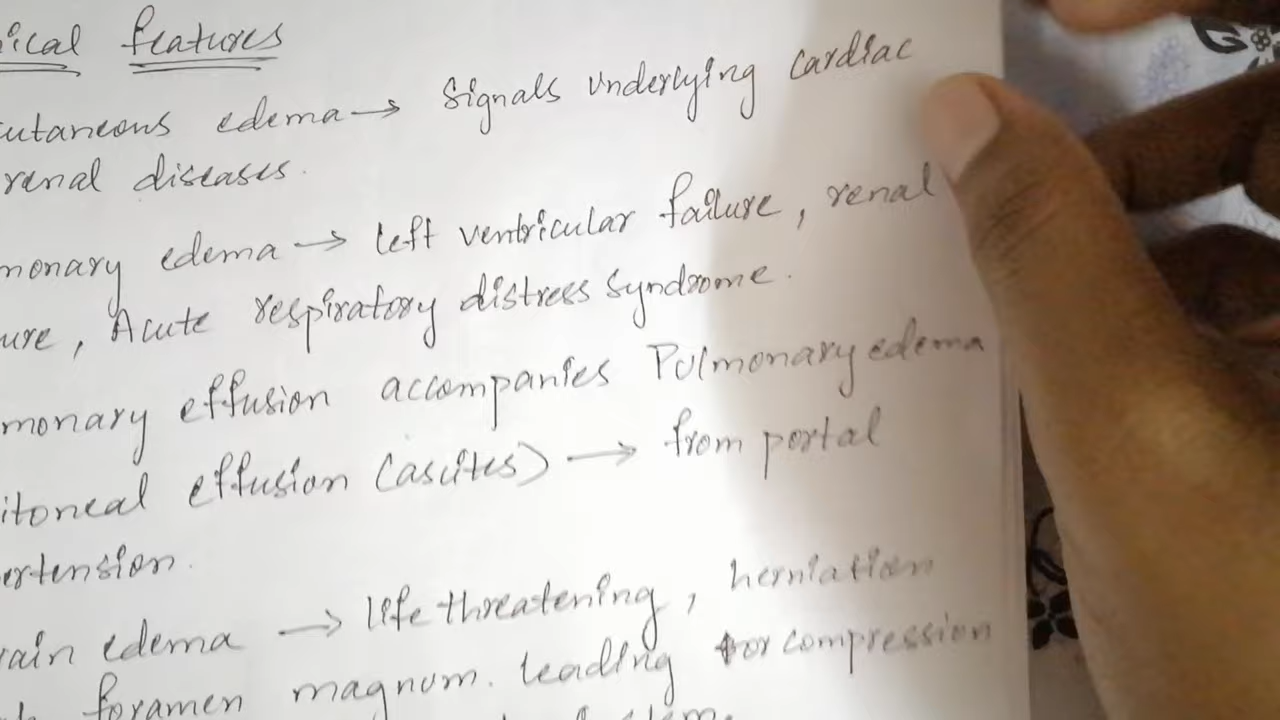 ical features
cutaneous edema → Signals underlying cardiac
renal diseases.
monary edema → left ventricular failure, renal
ure, Acute respiratory distress Syndrome.
monary effusion accompanies Pulmonary edema
itoneal effusion (ascites) → from portal
ertension.
rain edema → life threatening, herniation
foramen magnum. leading for compression